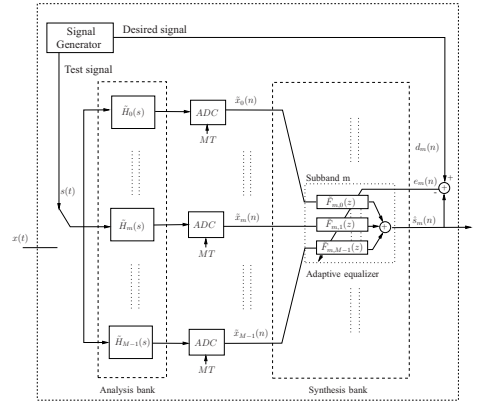 Signal
Generator
Desired signal
Test signal
s(t)
x(t)
H̃₀(s)
ADC
MT
x̃₀(n)
H̃ₘ(s)
ADC
MT
x̃ₘ(n)
H̃_{M−1}(s)
ADC
MT
x̃_{M−1}(n)
Subband m
F̃_{m,0}(z)
F̃_{m,1}(z)
F̃_{m,M−1}(z)
Adaptive equalizer
dₘ(n)
eₘ(n)
+
-
ŝₘ(n)
+
Analysis bank
Synthesis bank